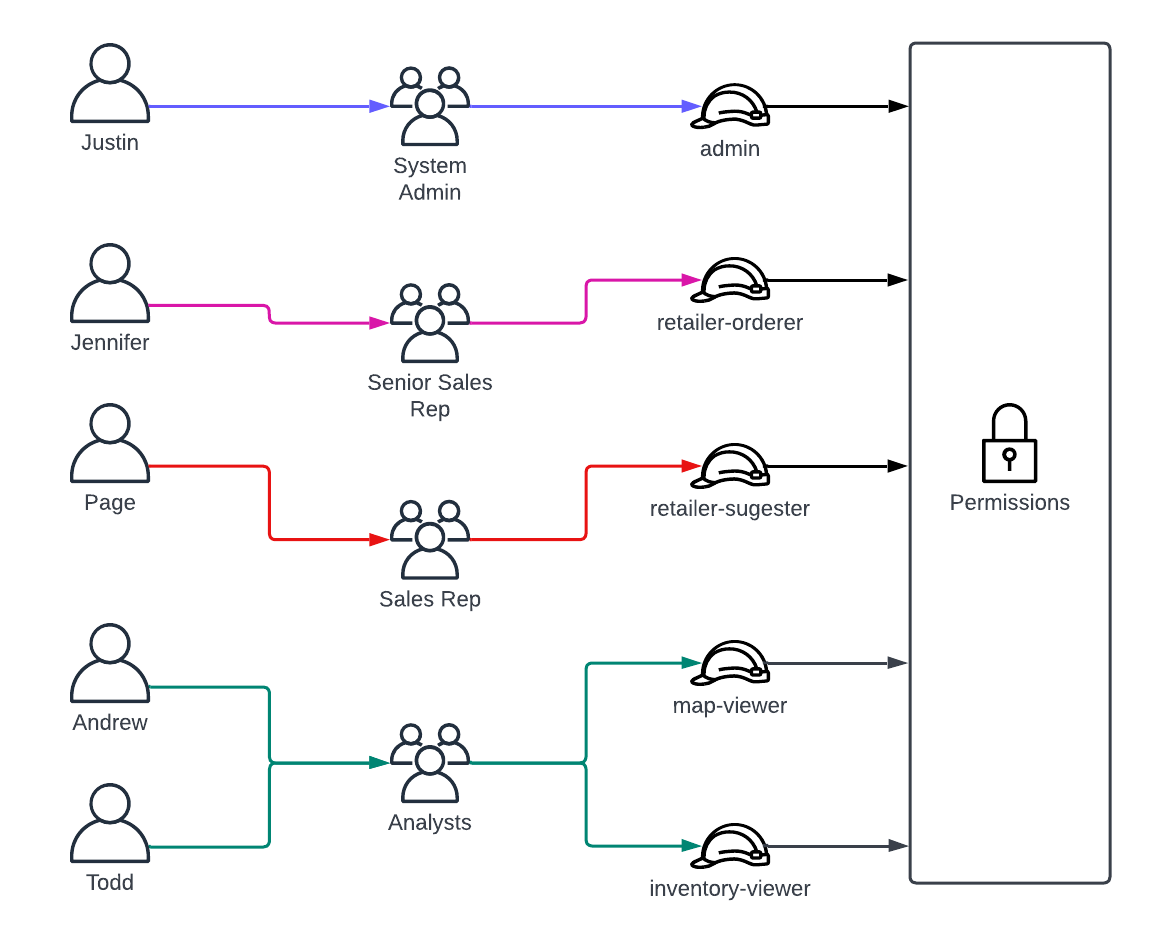 Justin
System
Admin
admin
Jennifer
Senior Sales
Rep
retailer-orderer
Page
Sales Rep
retailer-sugester
Permissions
Andrew
Analysts
map-viewer
Todd
inventory-viewer